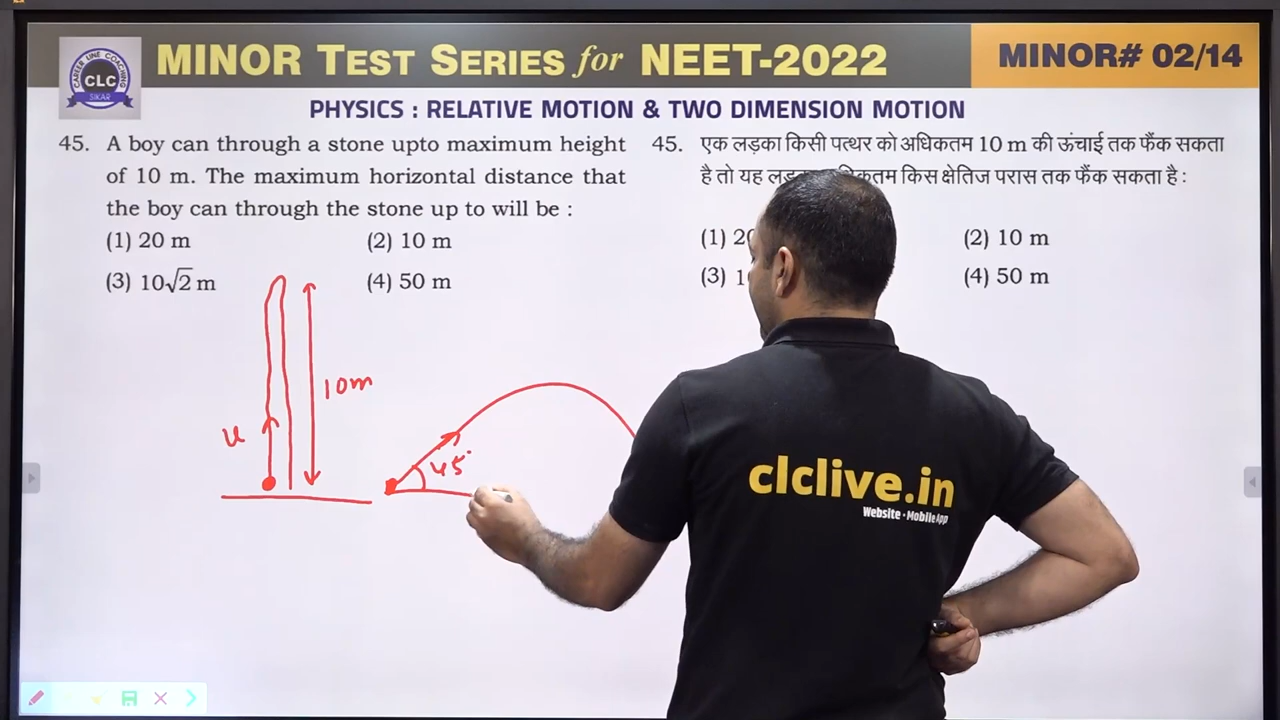 MINOR TEST SERIES for NEET-2022
MINOR# 02/14
CAREER LINE COACHING
CLC
SIKAR
PHYSICS : RELATIVE MOTION & TWO DIMENSION MOTION
45. A boy can through a stone upto maximum height
of 10 m. The maximum horizontal distance that
the boy can through the stone up to will be :
(1) 20 m (2) 10 m
(3) 10√2 m (4) 50 m
45. एक लड़का किसी पत्थर को अधिकतम 10 m की ऊंचाई तक फैंक सकता
है तो यह किस क्षेतिज परास तक फैंक सकता है :
(1) (2) 10 m
(3) (4) 50 m
10m
u
45°
clclive.in
Website • Mobile App